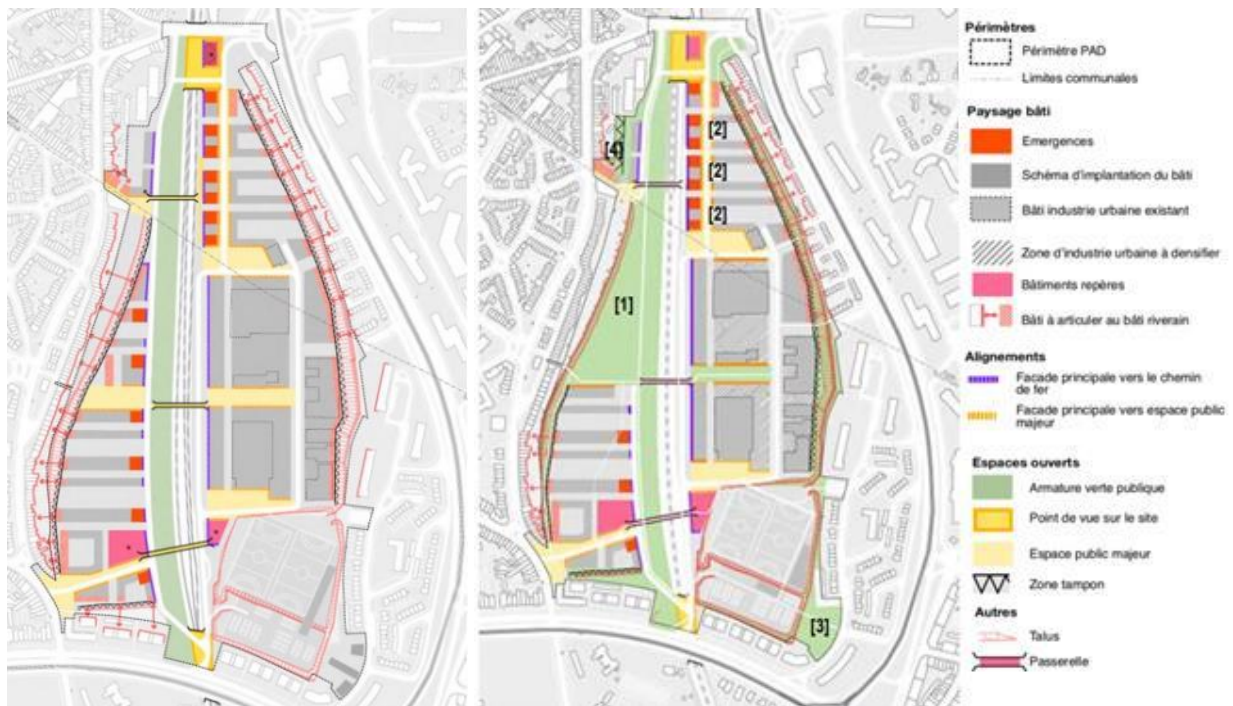 [4]
[2]
[2]
[2]
[1]
[3]
Périmètres
Périmètre PAD
Limites communales
Paysage bâti
Emergences
Schéma d'implantation du bâti
Bâti industrie urbaine existant
Zone d'industrie urbaine à densifier
Bâtiments repères
Bâti à articuler au bâti riverain
Alignements
Facade principale vers le chemin
de fer
Facade principale vers espace public
majeur
Espaces ouverts
Armature verte publique
Point de vue sur le site
Espace public majeur
Zone tampon
Autres
Talus
Passerelle